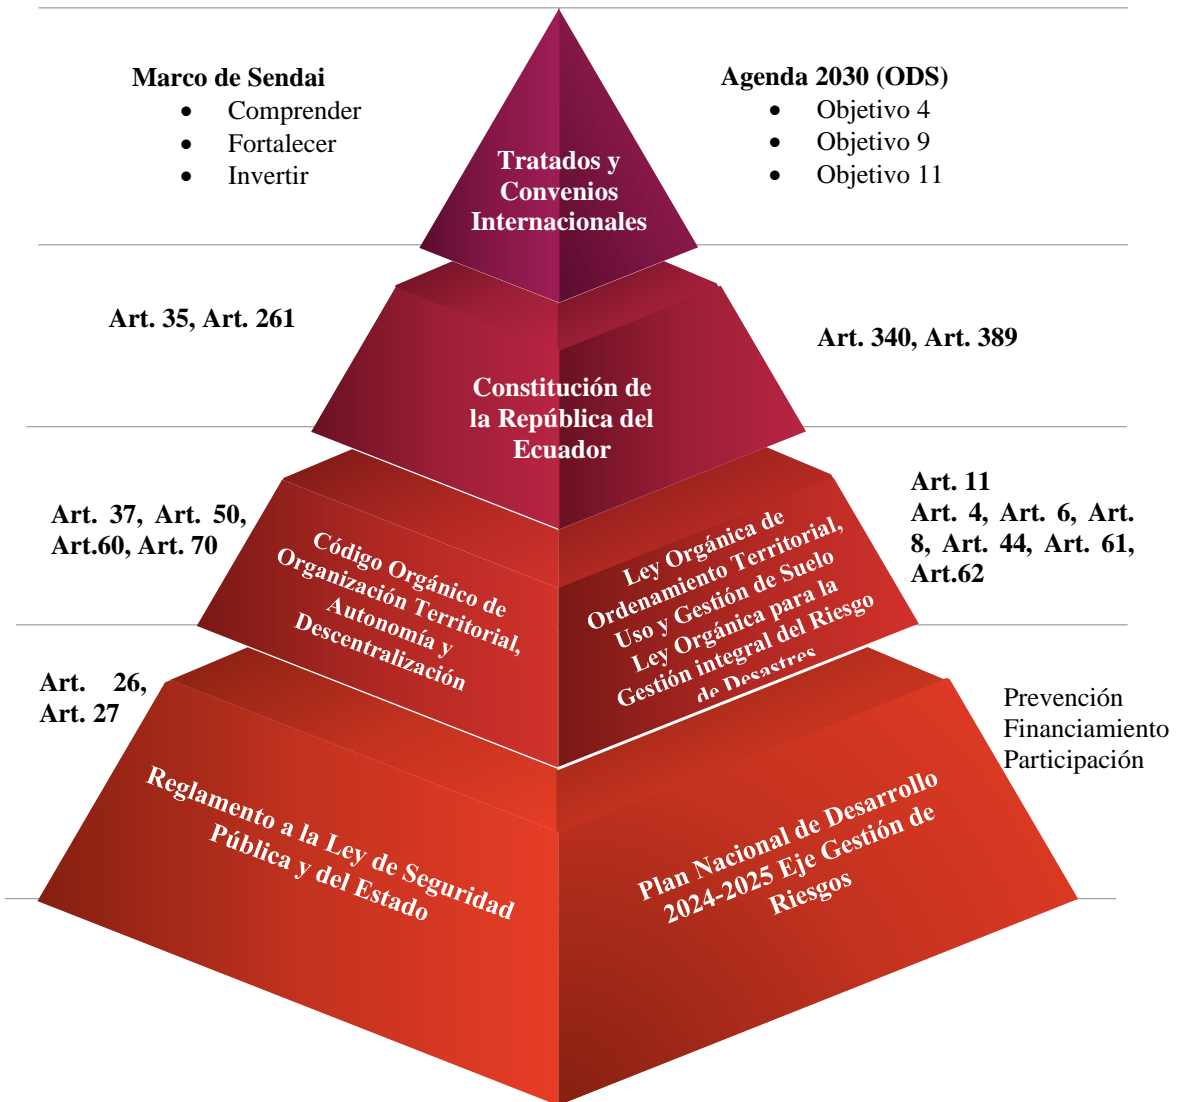 Marco de Sendai
• Comprender
• Fortalecer
• Invertir
Agenda 2030 (ODS)
• Objetivo 4
• Objetivo 9
• Objetivo 11
Tratados y
Convenios
Internacionales
Art. 35, Art. 261
Art. 340, Art. 389
Constitución de
la República del
Ecuador
Art. 37, Art. 50,
Art.60, Art. 70
Código Orgánico de
Organización Territorial,
Autonomía y
Descentralización
Ley Orgánica de
Ordenamiento Territorial,
Uso y Gestión de Suelo
Ley Orgánica para la
Gestión integral del Riesgo
de Desastres
Art. 11
Art. 4, Art. 6, Art.
8, Art. 44, Art. 61,
Art.62
Art. 26,
Art. 27
Reglamento a la Ley de Seguridad
Pública y del Estado
Plan Nacional de Desarrollo
2024-2025 Eje Gestión de
Riesgos
Prevención
Financiamiento
Participación